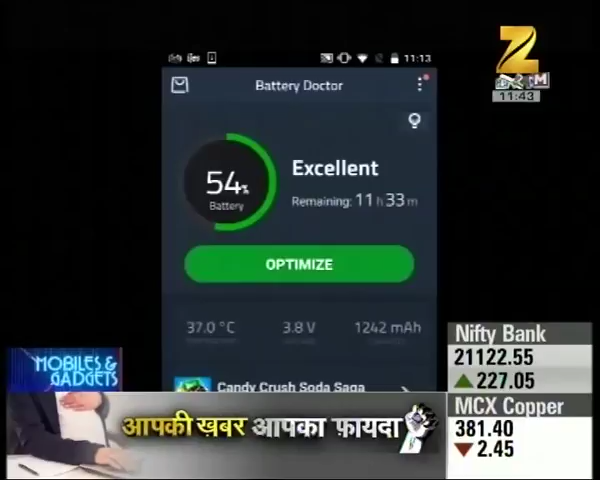 11:13
Z
11:43
Battery Doctor
54%
Battery
Excellent
Remaining: 11 h 33 m
OPTIMIZE
37.0 °C
3.8 V
1242 mAh
Candy Crush Soda Saga
MOBILES &
GADGETS
आपकी ख़बर आपका फ़ायदा
Nifty Bank
21122.55
227.05
MCX Copper
381.40
2.45